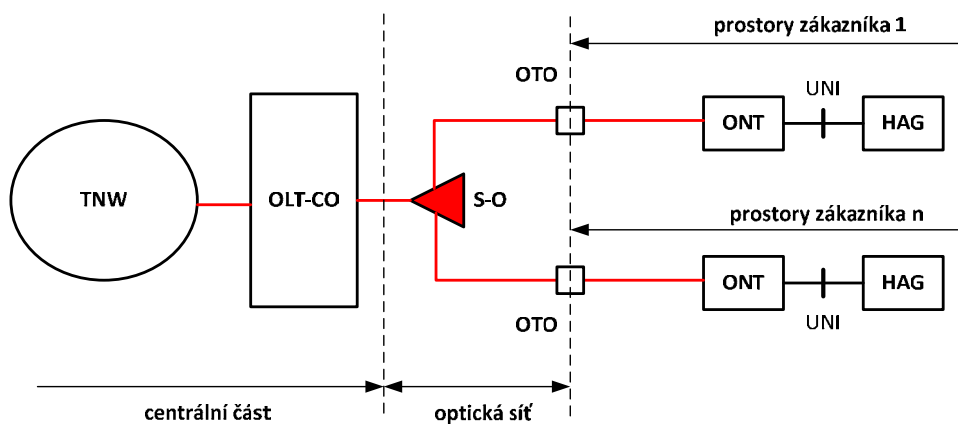 prostory zákazníka 1
OTO
UNI
ONT
HAG
TNW
OLT-CO
S-O
prostory zákazníka n
ONT
HAG
OTO
UNI
centrální část
optická síť